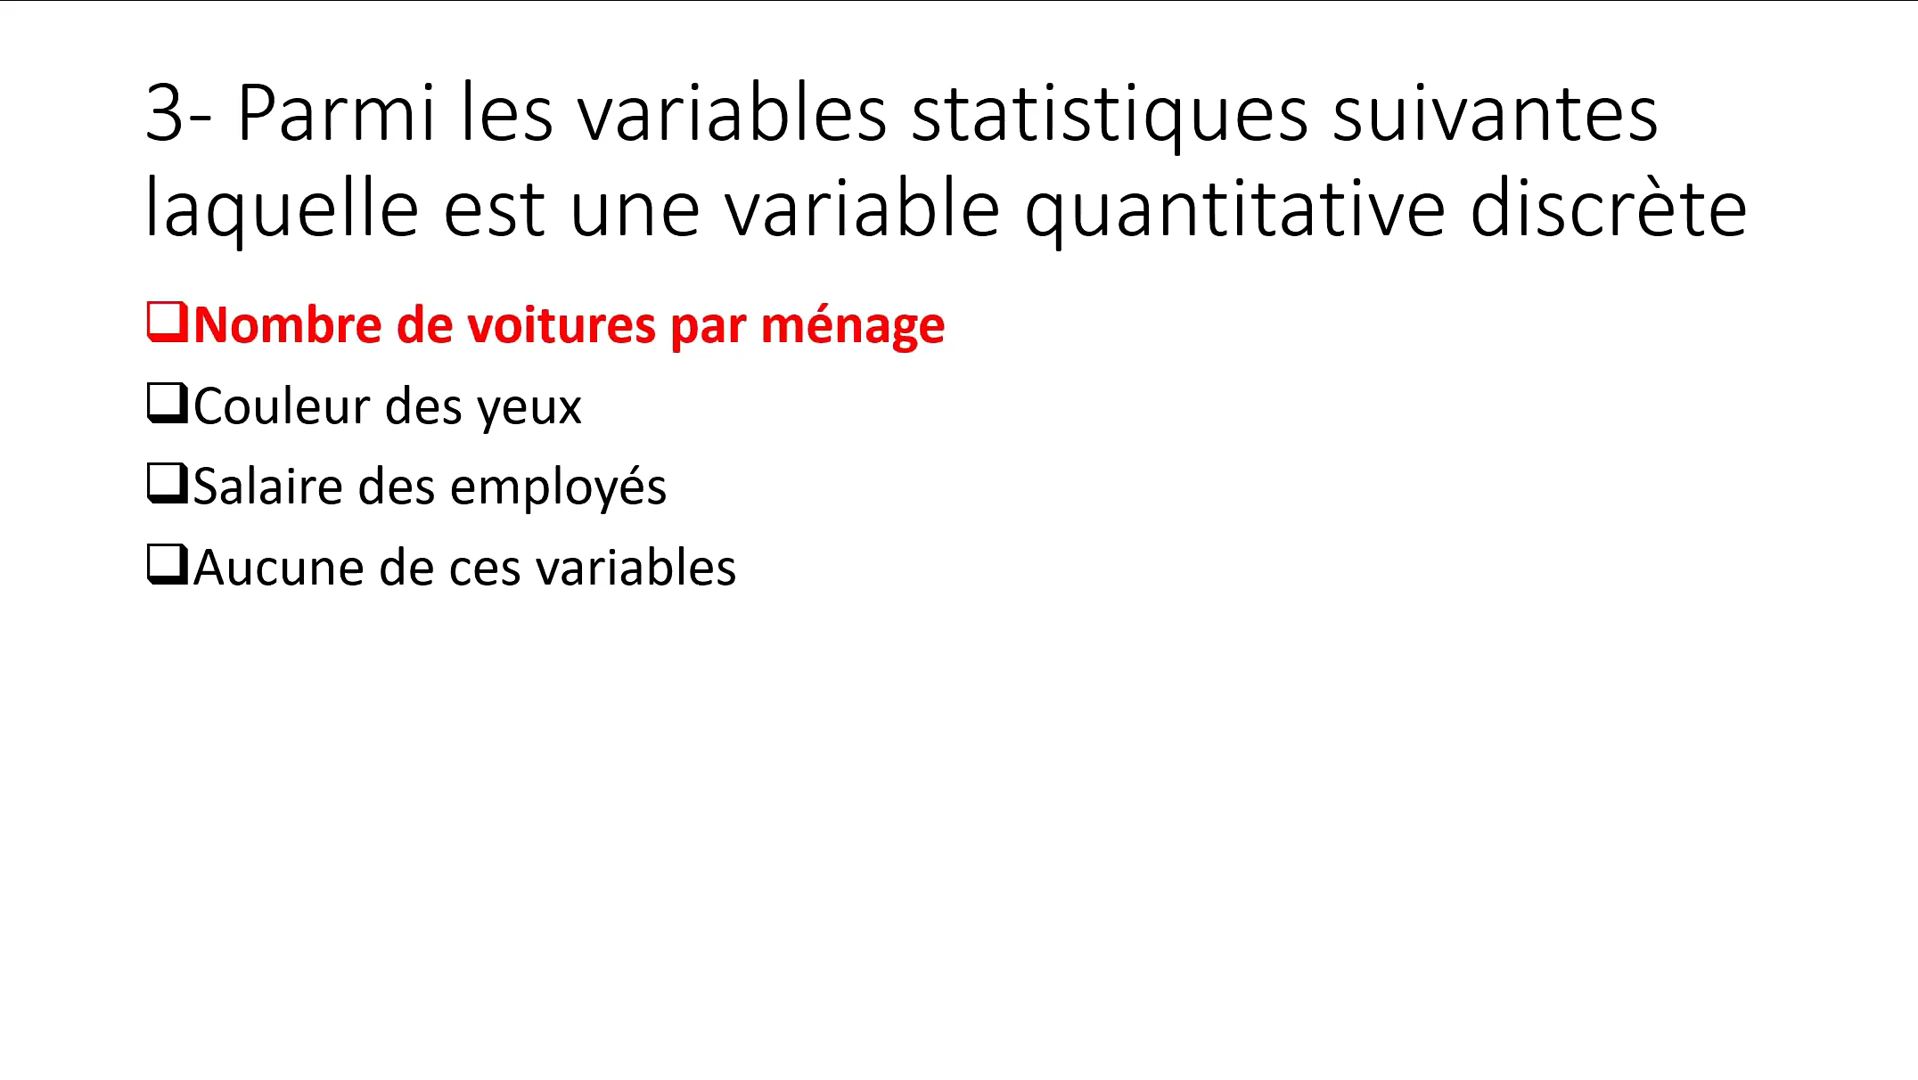 3- Parmi les variables statistiques suivantes
laquelle est une variable quantitative discrète
Nombre de voitures par ménage
Couleur des yeux
Salaire des employés
Aucune de ces variables